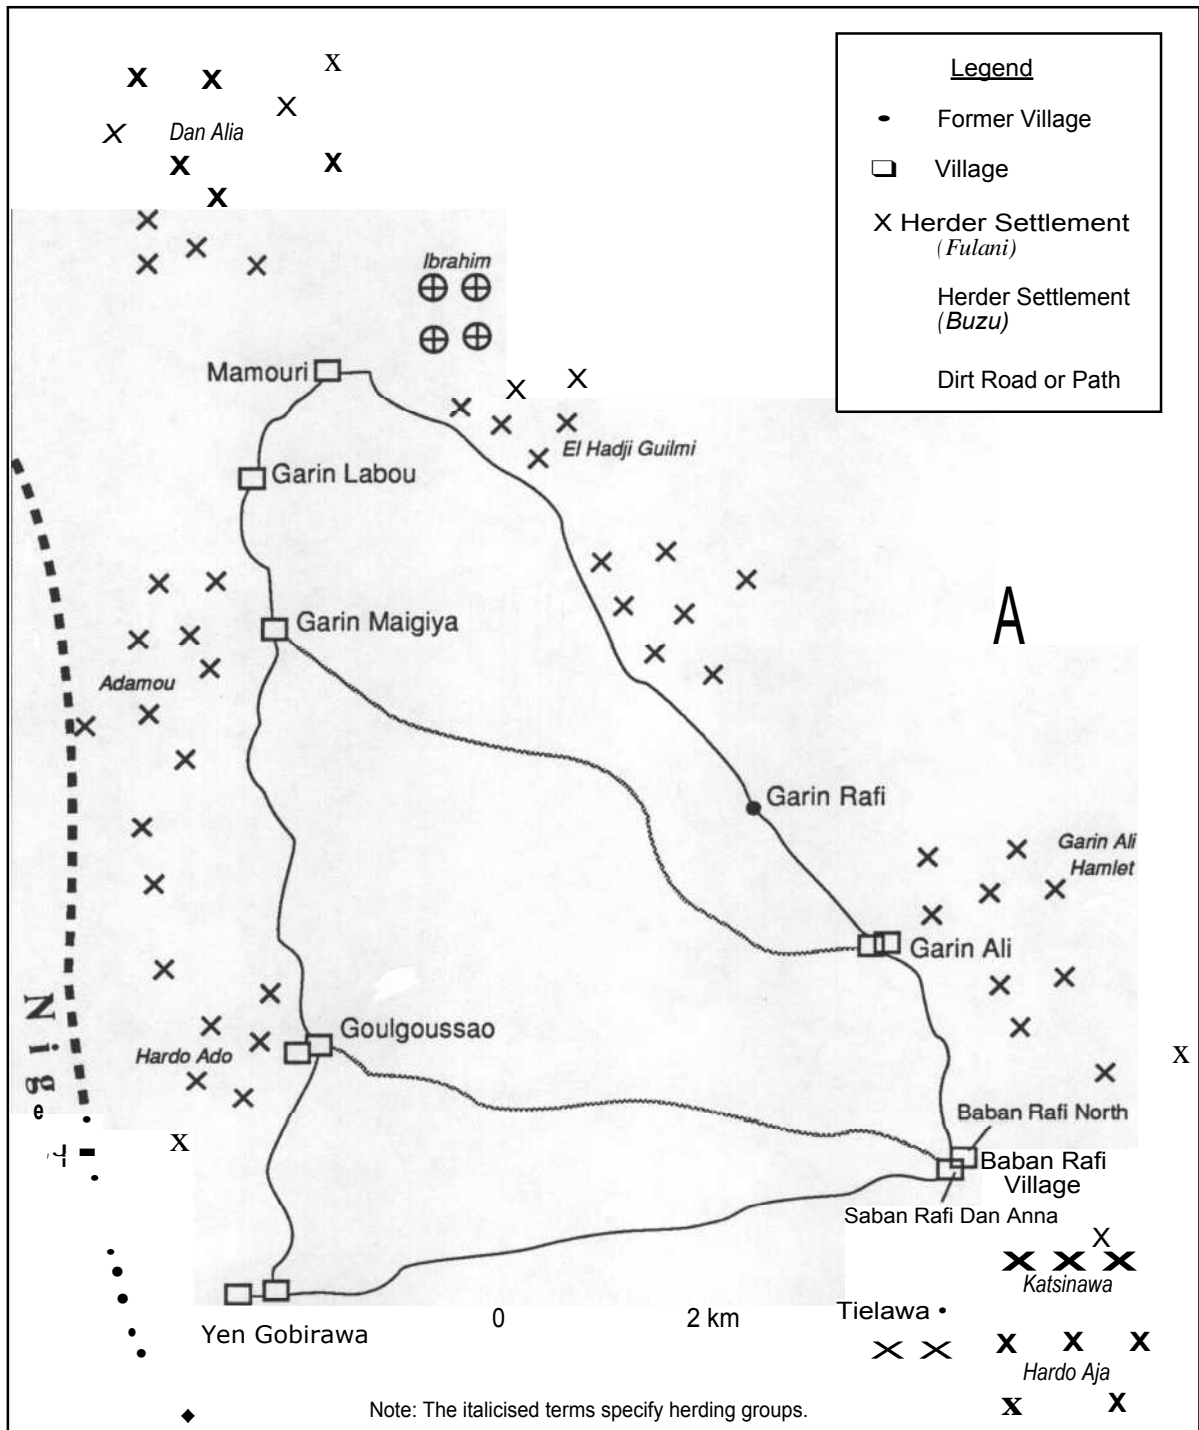 Legend
Former Village
Village
X Herder Settlement
(Fulani)
Herder Settlement
(Buzu)
Dirt Road or Path
Dan Alia
Ibrahim
Mamouri
El Hadji Guilmi
Garin Labou
Garin Maigiya
A
Adamou
Garin Rafi
Garin Ali
Hamlet
Garin Ali
Niger
Goulgoussao
Hardo Ado
Baban Rafi North
Baban Rafi
Village
Saban Rafi Dan Anna
Katsinawa
0 2 km
Tielawa
Yen Gobirawa
Hardo Aja
Note: The italicised terms specify herding groups.